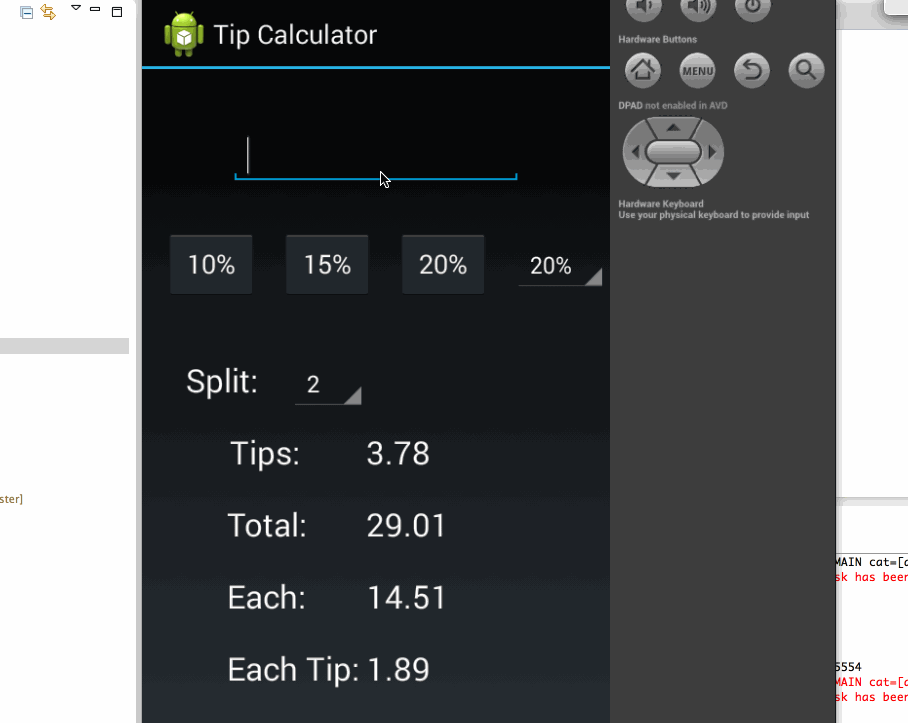 Tip Calculator
10% 15% 20% 20%
Split: 2
Tips: 3.78
Total: 29.01
Each: 14.51
Each Tip: 1.89
Hardware Buttons
MENU
DPAD not enabled in AVD
Hardware Keyboard
Use your physical keyboard to provide input
ster]
MAIN cat=[a
sk has been
5554
MAIN cat=[a
sk has been